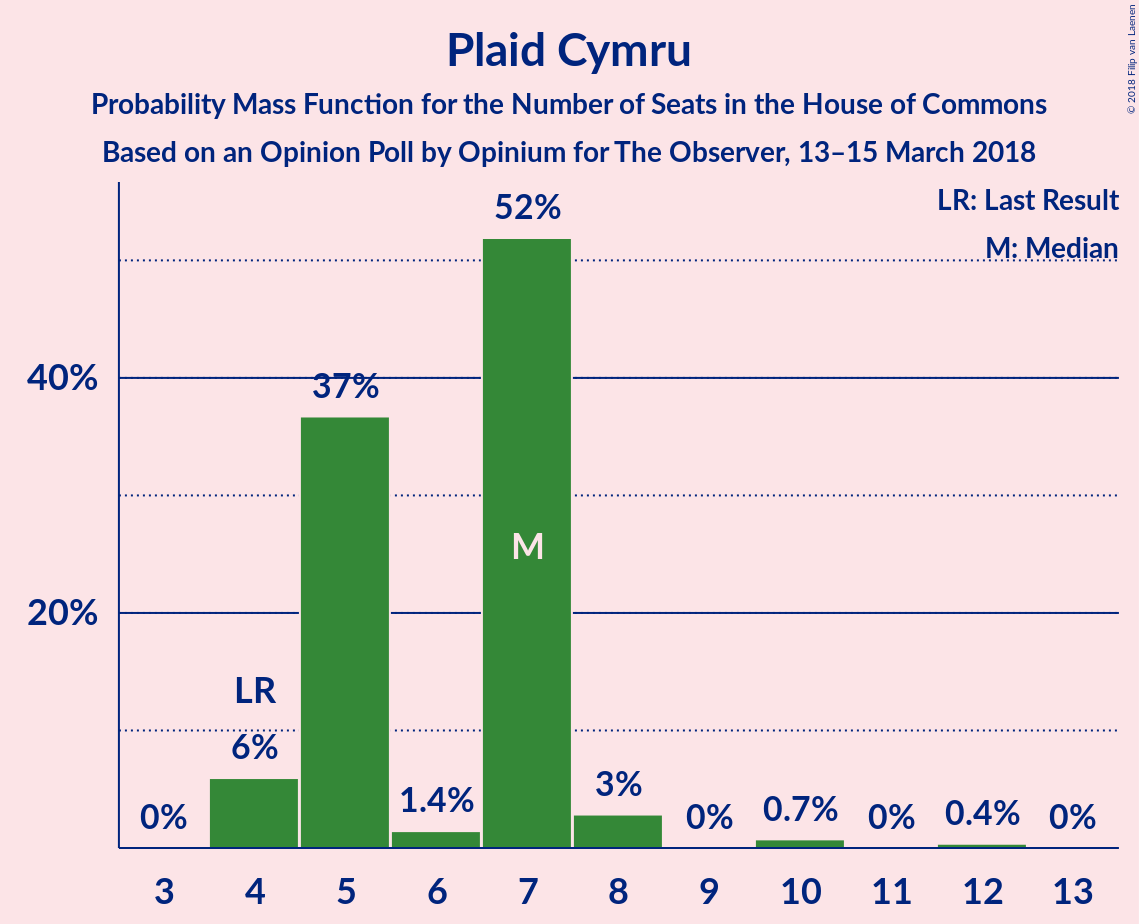 Plaid Cymru
Probability Mass Function for the Number of Seats in the House of Commons
Based on an Opinion Poll by Opinium for The Observer, 13–15 March 2018
© 2018 Filip van Laenen
LR: Last Result
M: Median
40%
20%
0%
LR
6%
37%
1.4%
52%
M
3%
0%
0.7%
0%
0.4%
0%
3 4 5 6 7 8 9 10 11 12 13